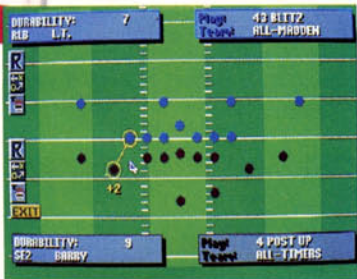 DURABILITY: 7
RLB L.T.
Play: 43 BLITZ
Team: ALL-MADDEN
R
R
+2
EXIT
DURABILITY: 9
SE2 BARRY
Play: 4 POST UP
Team: ALL-TIMERS